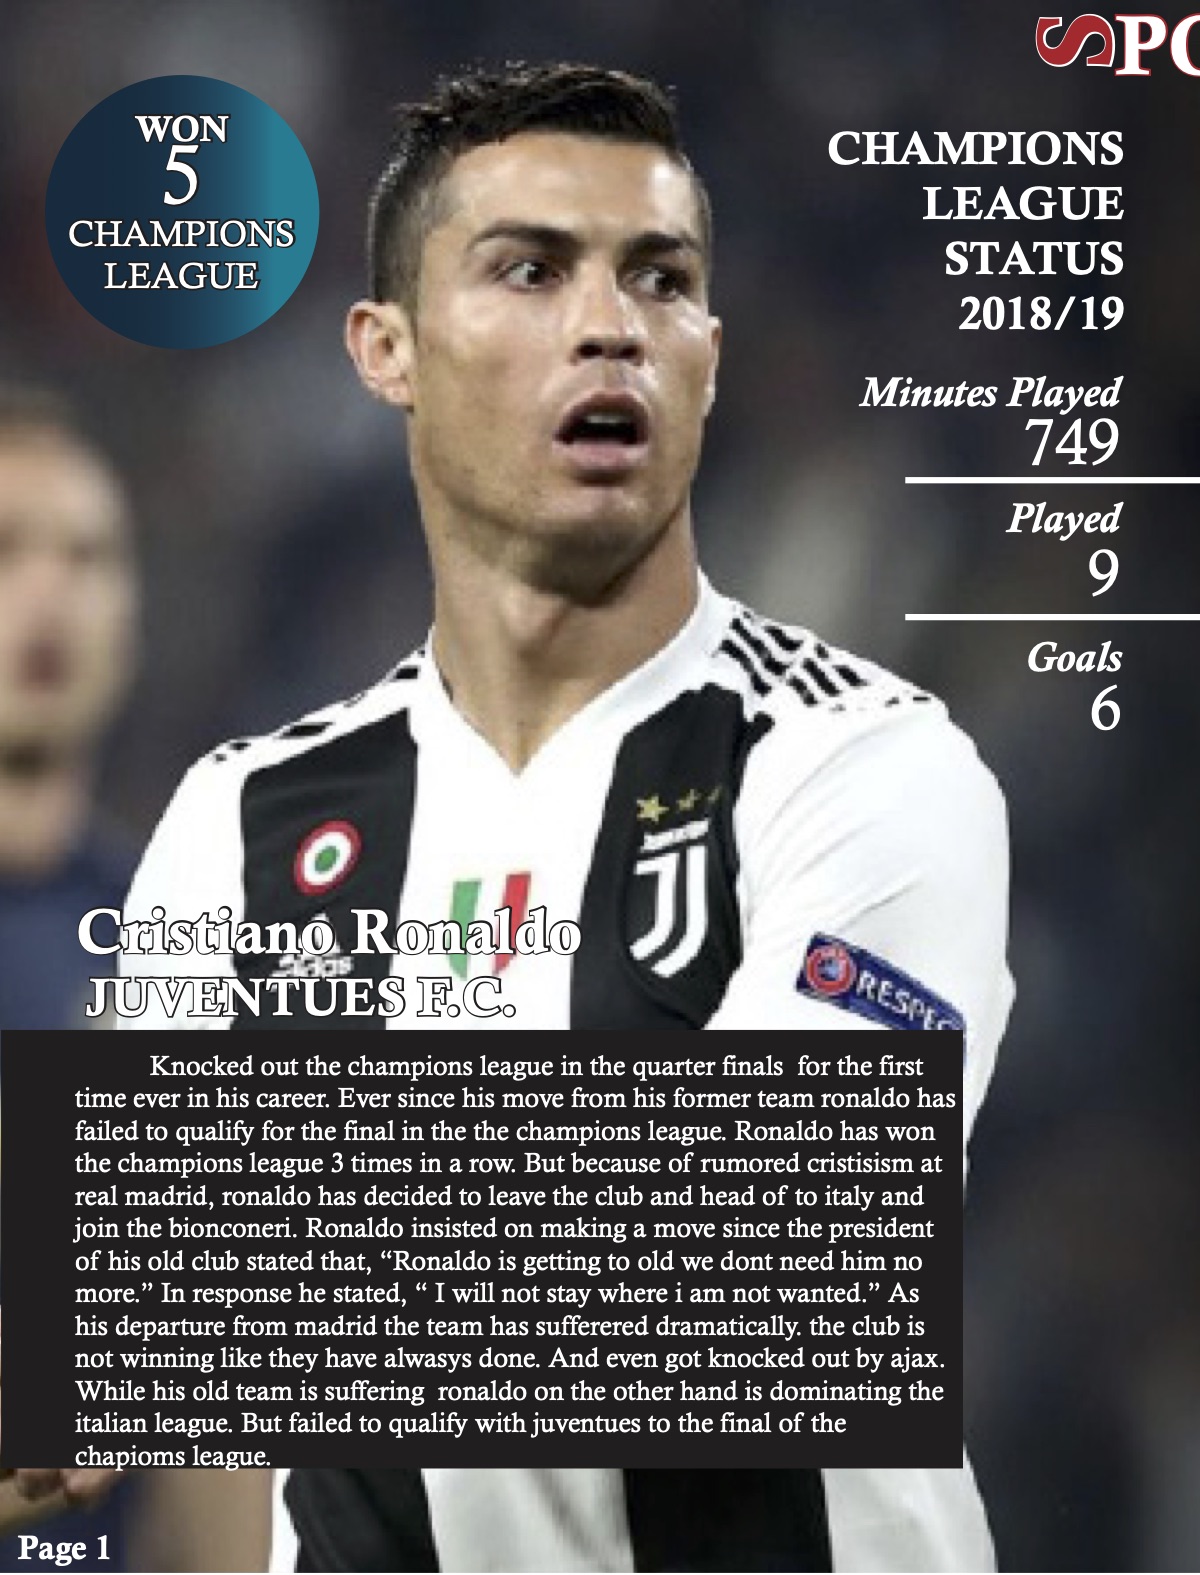 SPO
WON
5
CHAMPIONS
LEAGUE
CHAMPIONS
LEAGUE
STATUS
2018/19
Minutes Played
749
Played
9
Goals
6
adidas
RESPEC
Cristiano Ronaldo
JUVENTUES F.C.
Knocked out the champions league in the quarter finals  for the first
time ever in his career. Ever since his move from his former team ronaldo has
failed to qualify for the final in the the champions league. Ronaldo has won
the champions league 3 times in a row. But because of rumored cristisism at
real madrid, ronaldo has decided to leave the club and head of to italy and
join the bionconeri. Ronaldo insisted on making a move since the president
of his old club stated that, “Ronaldo is getting to old we dont need him no
more.” In response he stated, “ I will not stay where i am not wanted.” As
his departure from madrid the team has sufferered dramatically. the club is
not winning like they have alwasys done. And even got knocked out by ajax.
While his old team is suffering  ronaldo on the other hand is dominating the
italian league. But failed to qualify with juventues to the final of the
chapioms league.
Page 1